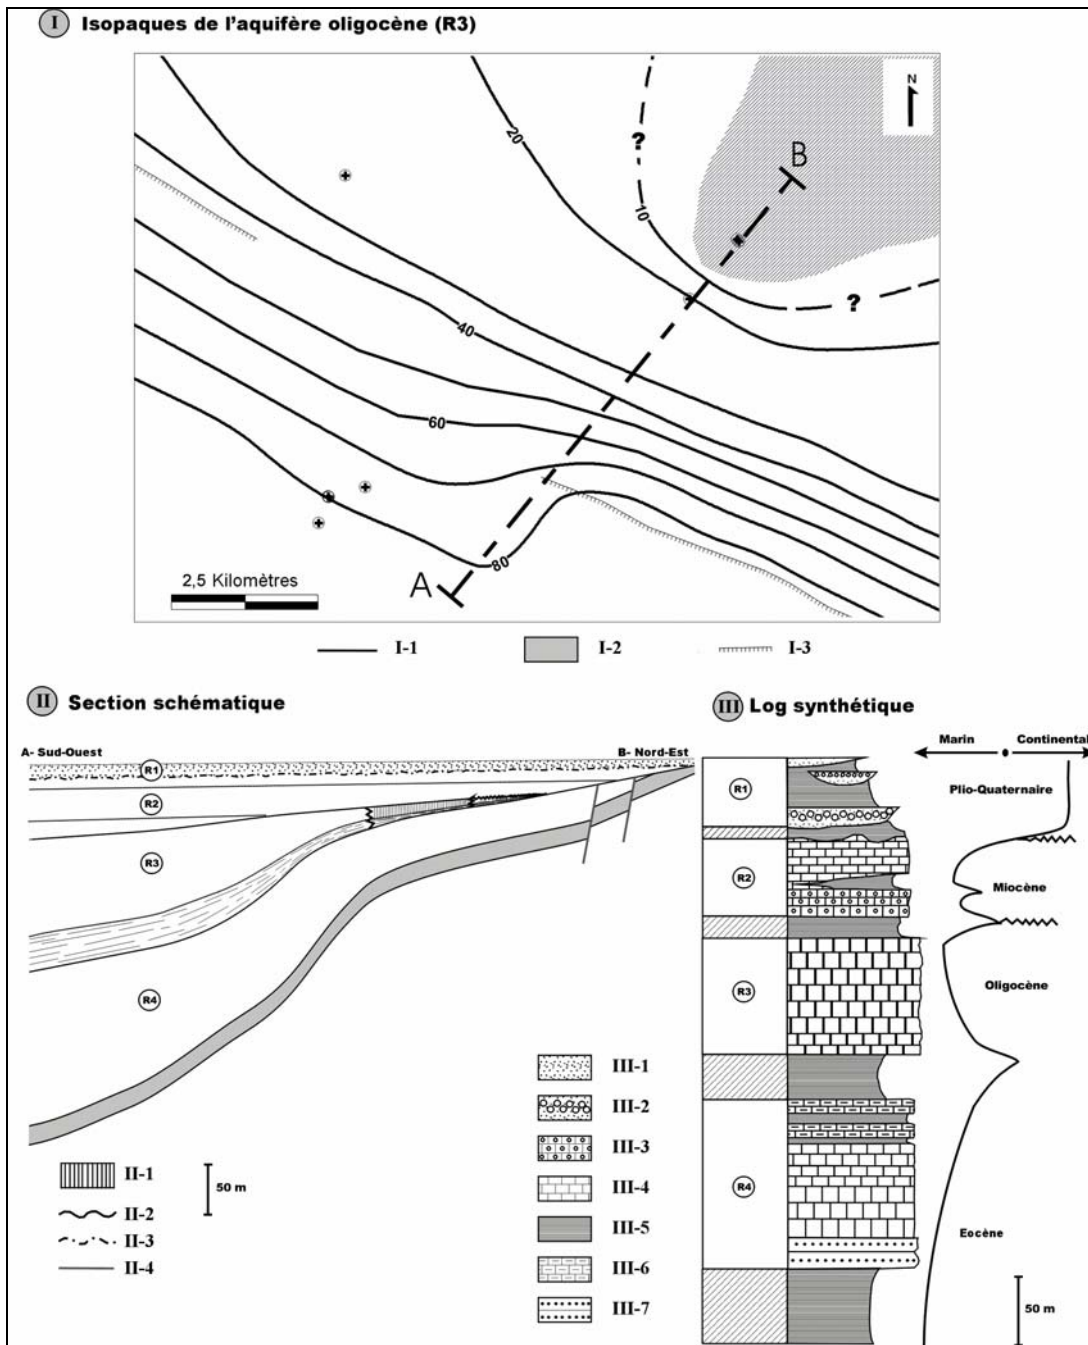 I Isopaques de l'aquifère oligocène (R3)
N
20
?
B
10
?
40
60
80
A
2,5 Kilomètres
I-1
I-2
I-3
II Section schématique
A- Sud-Ouest
B- Nord-Est
R1
R2
R3
R4
II-1
II-2
II-3
II-4
50 m
III Log synthétique
Marin
Continental
R1
Plio-Quaternaire
R2
Miocène
R3
Oligocène
R4
Eocène
50 m
III-1
III-2
III-3
III-4
III-5
III-6
III-7